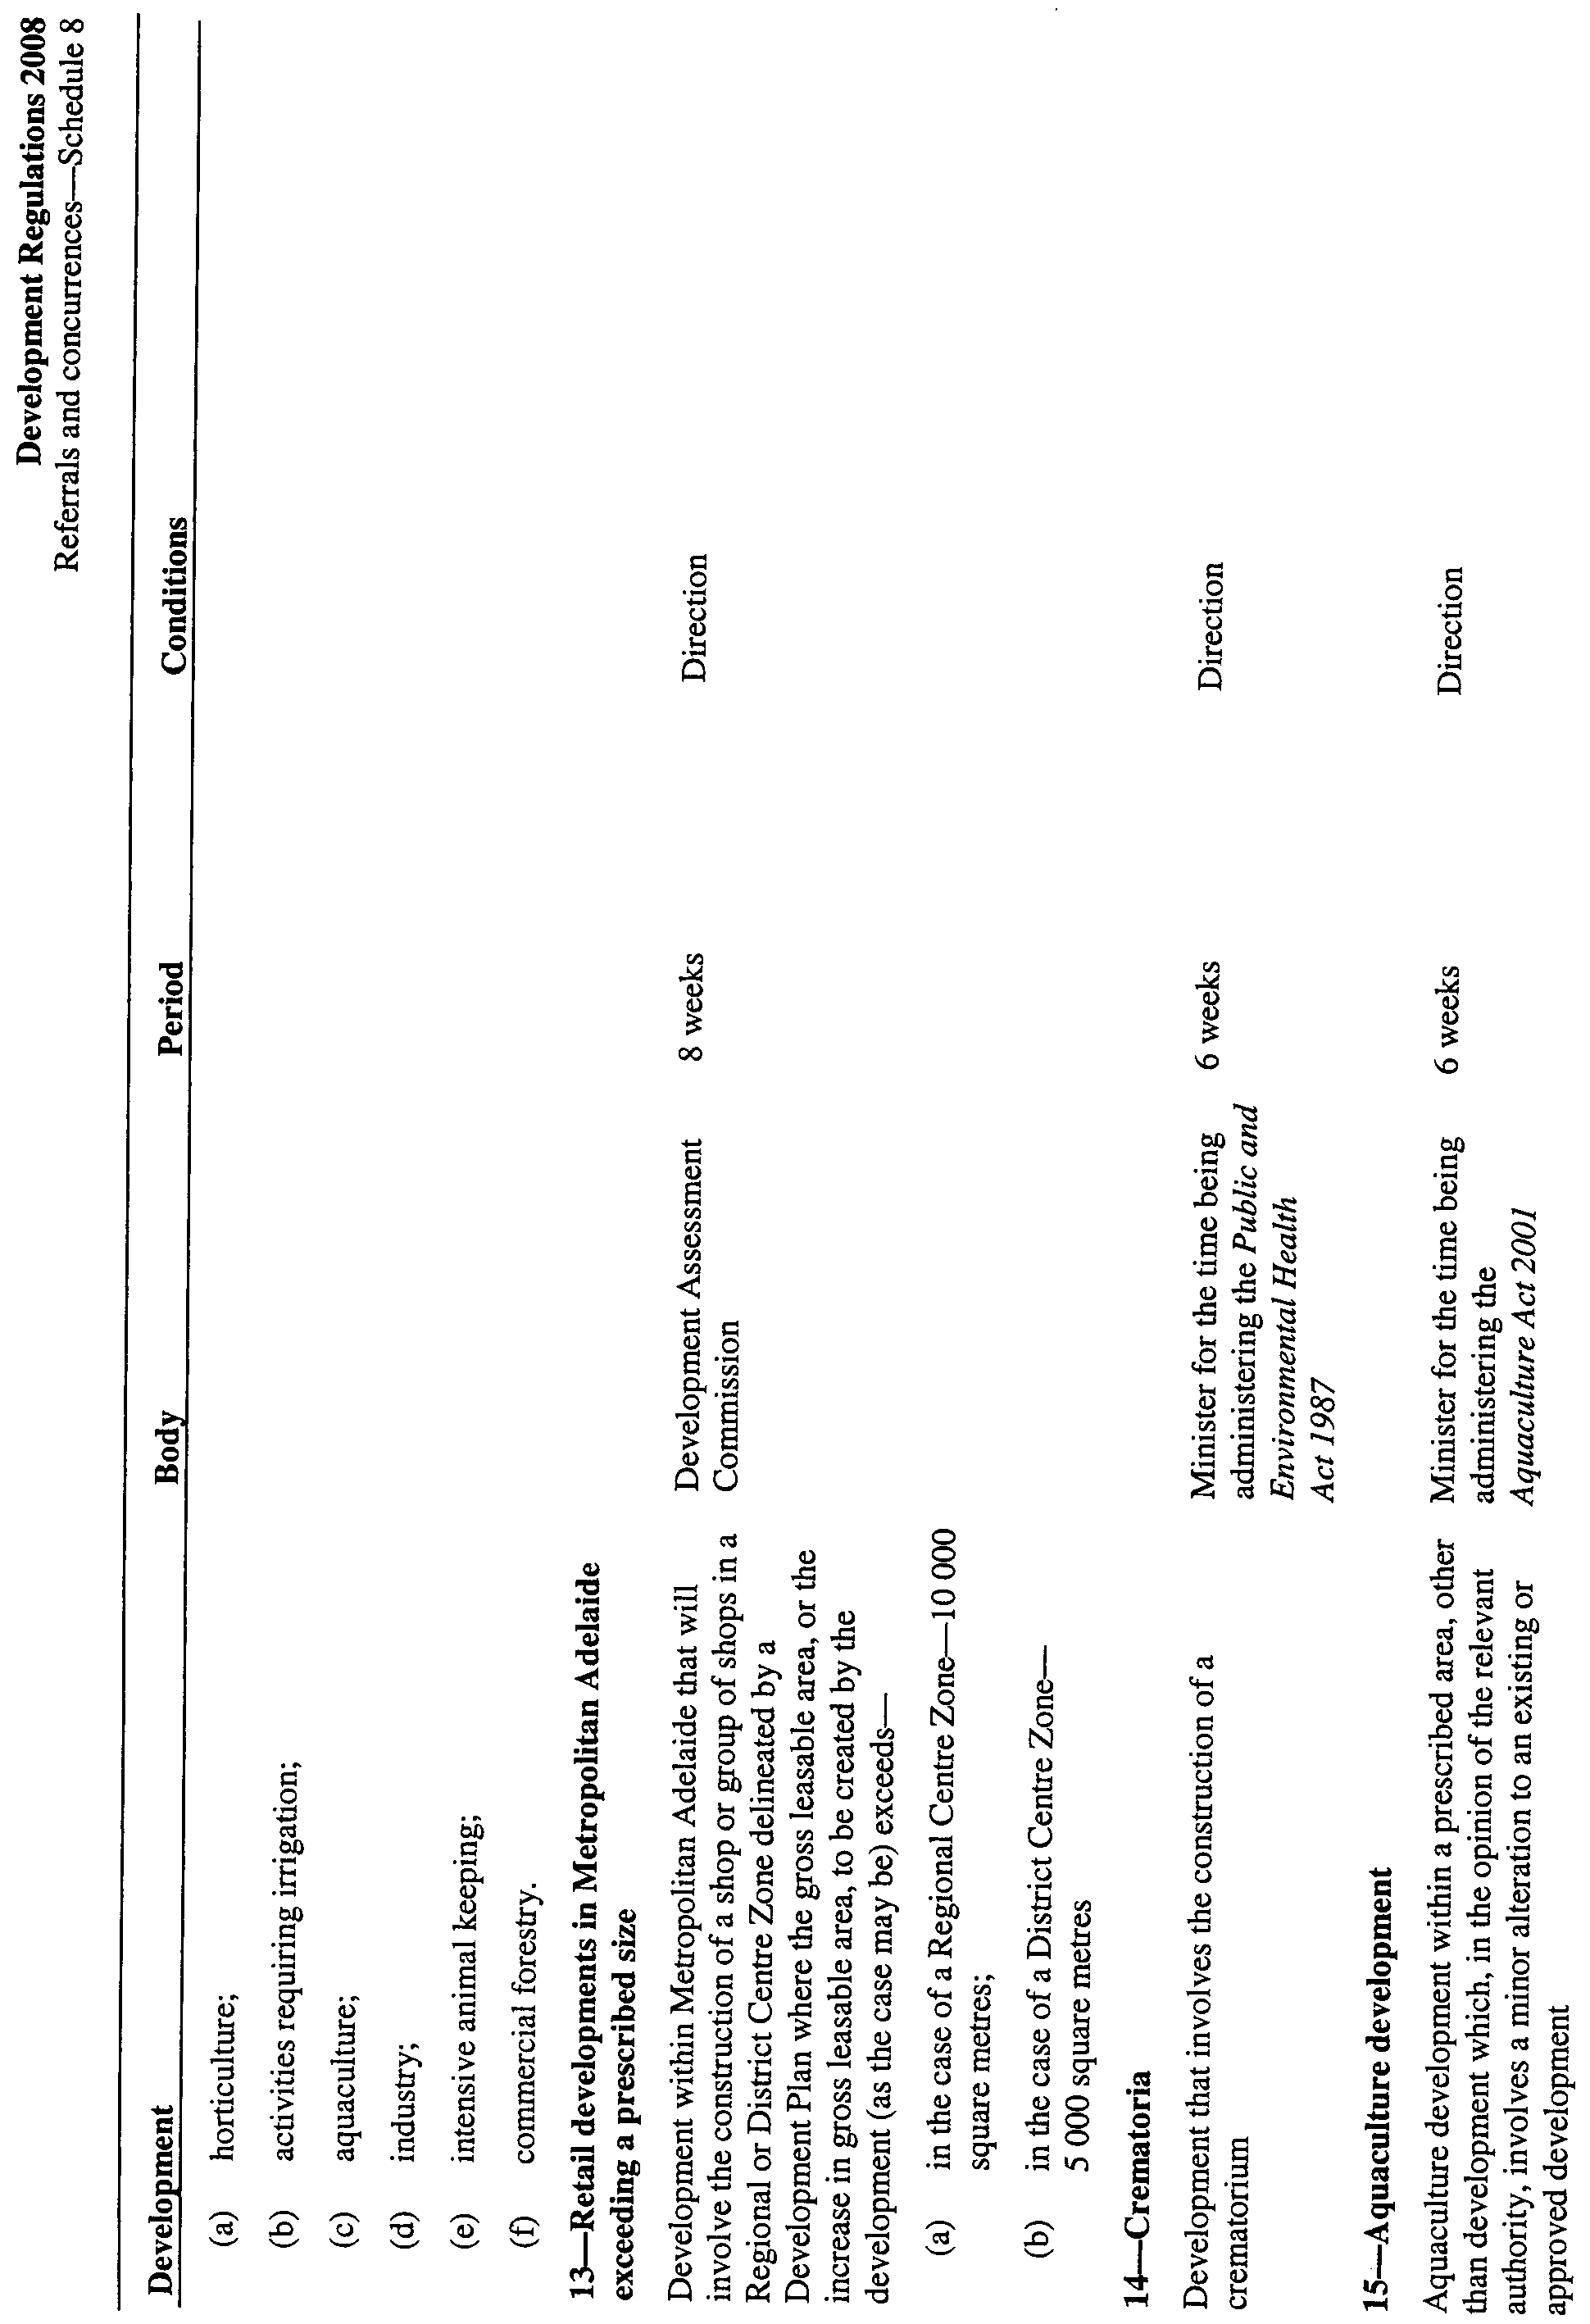 Development Regulations 2008
Referrals and concurrences—Schedule 8
Development Body Period Conditions
(a) horticulture;
(b) activities requiring irrigation;
(c) aquaculture;
(d) industry;
(e) intensive animal keeping;
(f) commercial forestry.
13—Retail developments in Metropolitan Adelaide
exceeding a prescribed size
Development within Metropolitan Adelaide that will Development Assessment 8 weeks Direction
involve the construction of a shop or group of shops in a Commission
Regional or District Centre Zone delineated by a
Development Plan where the gross leasable area, or the
increase in gross leasable area, to be created by the
development (as the case may be) exceeds—
(a) in the case of a Regional Centre Zone—10 000
square metres;
(b) in the case of a District Centre Zone—
5 000 square metres
14—Crematoria
Development that involves the construction of a Minister for the time being 6 weeks Direction
crematorium administering the Public and
Environmental Health
Act 1987
15—Aquaculture development
Aquaculture development within a prescribed area, other Minister for the time being 6 weeks Direction
than development which, in the opinion of the relevant administering the
authority, involves a minor alteration to an existing or Aquaculture Act 2001
approved development